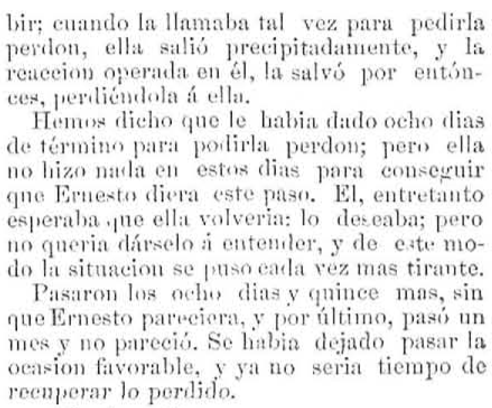 bir; cuando la llamaba tal vez para pedirla
perdon, ella salió precipitadamente, y la
reaccion operada en él, la salvó por entón-
ces, perdiéndola á ella.
Hemos dicho que le habia dado ocho dias
de término para podirla perdon; pero ella
no hizo nada en estos dias para conseguir
que Ernesto diera este paso. El, entretanto
esperaba que ella volveria: lo deseaba; pero
no queria dárselo á entender, y de este mo-
do la situacion se puso cada vez mas tirante.
Pasaron los ocho dias y quince mas, sin
que Ernesto pareciera, y por último, pasó un
mes y no pareció. Se habia dejado pasar la
ocasion favorable, y ya no seria tiempo de
recuperar lo perdido.